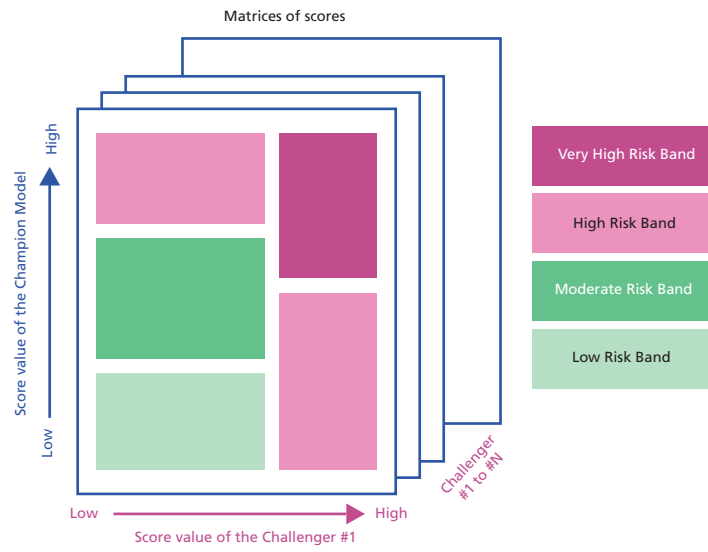 Matrices of scores
High
Score value of the Champion Model
Low
Very High Risk Band
High Risk Band
Moderate Risk Band
Low Risk Band
Challenger
#1 to #N
Low
High
Score value of the Challenger #1